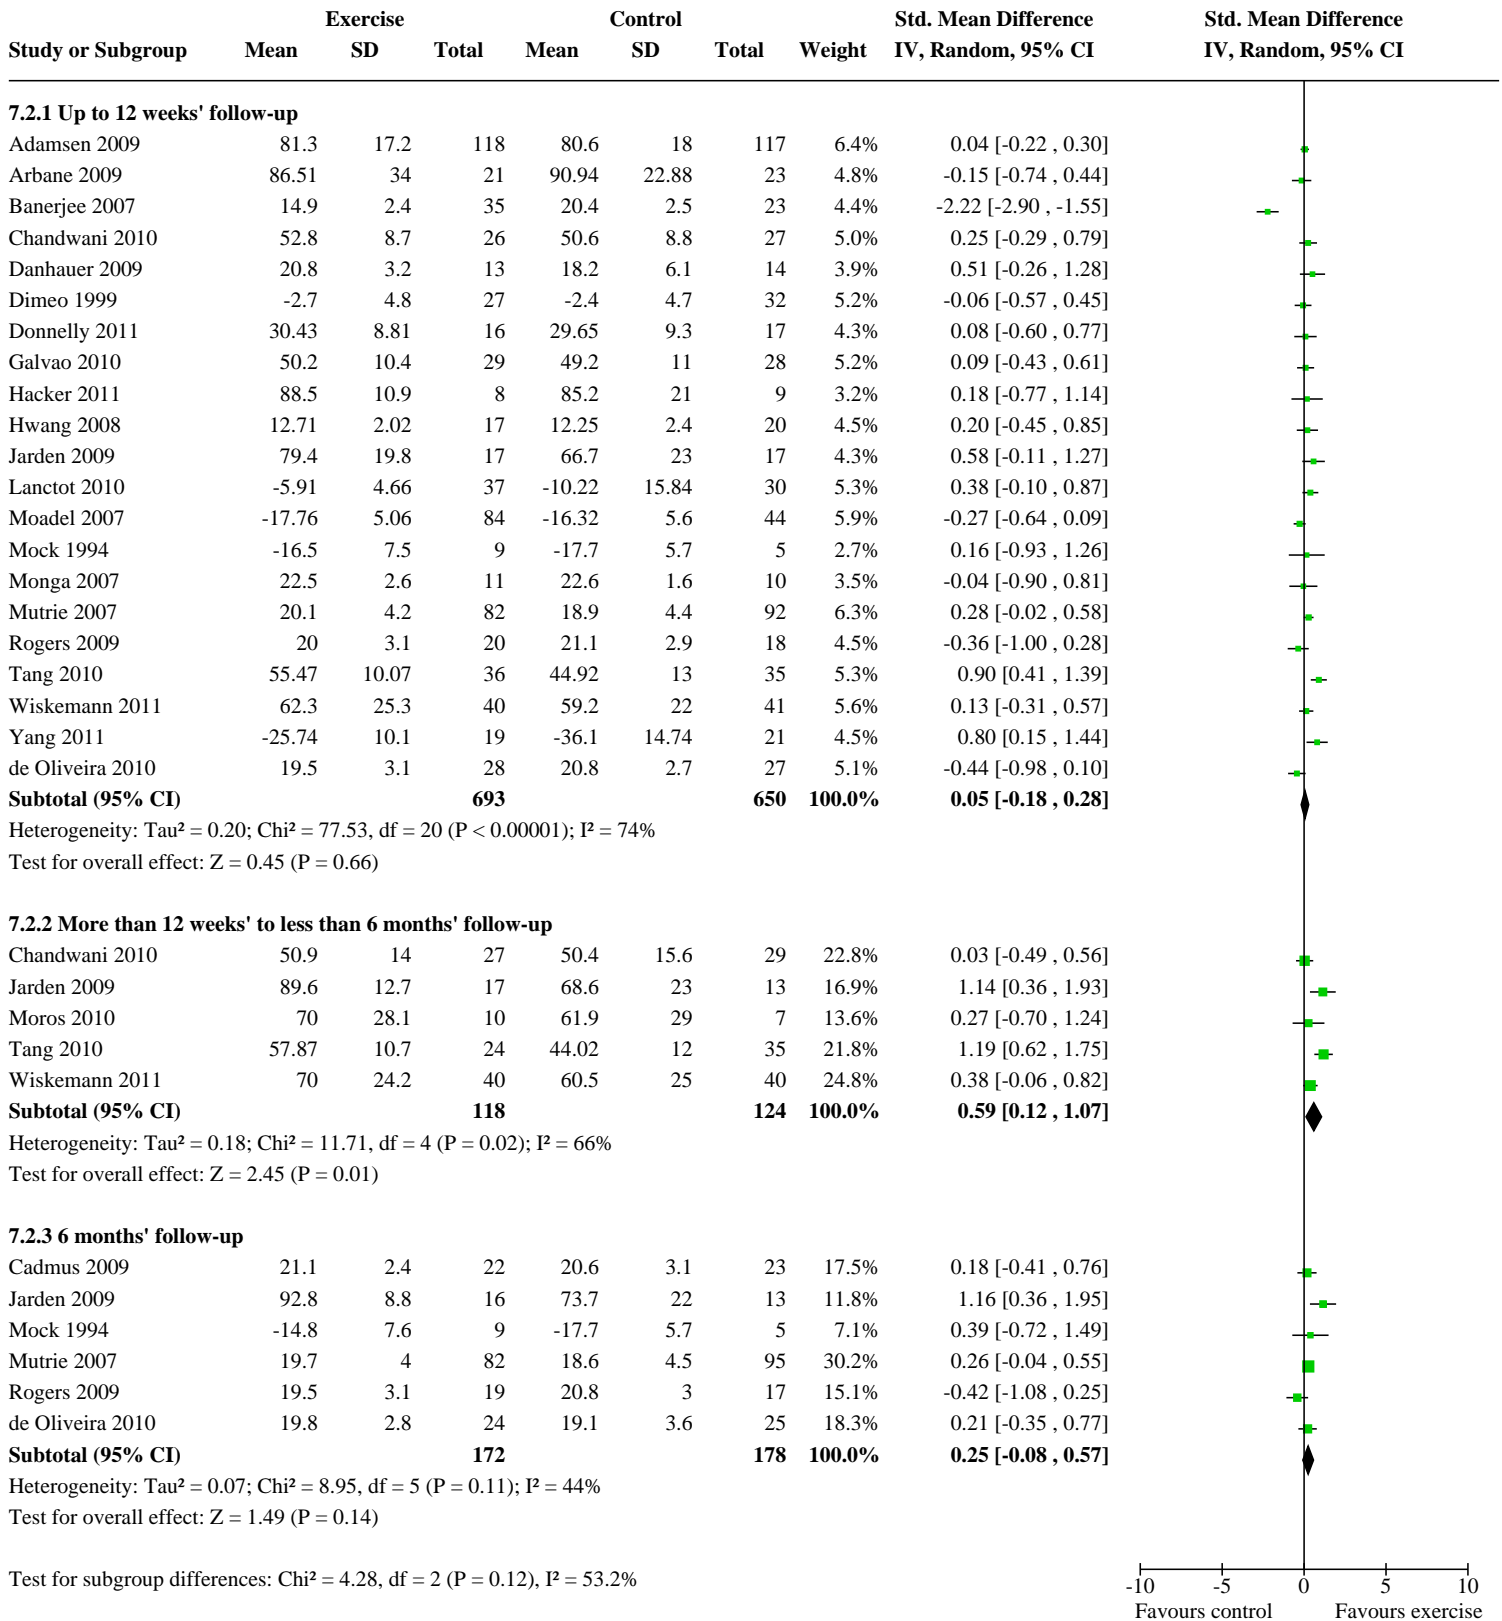 Exercise Control Std. Mean Difference Std. Mean Difference
Study or Subgroup Mean SD Total Mean SD Total Weight IV, Random, 95% CI IV, Random, 95% CI
7.2.1 Up to 12 weeks' follow-up
Adamsen 2009 81.3 17.2 118 80.6 18 117 6.4% 0.04 [-0.22 , 0.30]
Arbane 2009 86.51 34 21 90.94 22.88 23 4.8% -0.15 [-0.74 , 0.44]
Banerjee 2007 14.9 2.4 35 20.4 2.5 23 4.4% -2.22 [-2.90 , -1.55]
Chandwani 2010 52.8 8.7 26 50.6 8.8 27 5.0% 0.25 [-0.29 , 0.79]
Danhauer 2009 20.8 3.2 13 18.2 6.1 14 3.9% 0.51 [-0.26 , 1.28]
Dimeo 1999 -2.7 4.8 27 -2.4 4.7 32 5.2% -0.06 [-0.57 , 0.45]
Donnelly 2011 30.43 8.81 16 29.65 9.3 17 4.3% 0.08 [-0.60 , 0.77]
Galvao 2010 50.2 10.4 29 49.2 11 28 5.2% 0.09 [-0.43 , 0.61]
Hacker 2011 88.5 10.9 8 85.2 21 9 3.2% 0.18 [-0.77 , 1.14]
Hwang 2008 12.71 2.02 17 12.25 2.4 20 4.5% 0.20 [-0.45 , 0.85]
Jarden 2009 79.4 19.8 17 66.7 23 17 4.3% 0.58 [-0.11 , 1.27]
Lanctot 2010 -5.91 4.66 37 -10.22 15.84 30 5.3% 0.38 [-0.10 , 0.87]
Moadel 2007 -17.76 5.06 84 -16.32 5.6 44 5.9% -0.27 [-0.64 , 0.09]
Mock 1994 -16.5 7.5 9 -17.7 5.7 5 2.7% 0.16 [-0.93 , 1.26]
Monga 2007 22.5 2.6 11 22.6 1.6 10 3.5% -0.04 [-0.90 , 0.81]
Mutrie 2007 20.1 4.2 82 18.9 4.4 92 6.3% 0.28 [-0.02 , 0.58]
Rogers 2009 20 3.1 20 21.1 2.9 18 4.5% -0.36 [-1.00 , 0.28]
Tang 2010 55.47 10.07 36 44.92 13 35 5.3% 0.90 [0.41 , 1.39]
Wiskemann 2011 62.3 25.3 40 59.2 22 41 5.6% 0.13 [-0.31 , 0.57]
Yang 2011 -25.74 10.1 19 -36.1 14.74 21 4.5% 0.80 [0.15 , 1.44]
de Oliveira 2010 19.5 3.1 28 20.8 2.7 27 5.1% -0.44 [-0.98 , 0.10]
Subtotal (95% CI) 693 650 100.0% 0.05 [-0.18 , 0.28]
Heterogeneity: Tau² = 0.20; Chi² = 77.53, df = 20 (P < 0.00001); I² = 74%
Test for overall effect: Z = 0.45 (P = 0.66)
7.2.2 More than 12 weeks' to less than 6 months' follow-up
Chandwani 2010 50.9 14 27 50.4 15.6 29 22.8% 0.03 [-0.49 , 0.56]
Jarden 2009 89.6 12.7 17 68.6 23 13 16.9% 1.14 [0.36 , 1.93]
Moros 2010 70 28.1 10 61.9 29 7 13.6% 0.27 [-0.70 , 1.24]
Tang 2010 57.87 10.7 24 44.02 12 35 21.8% 1.19 [0.62 , 1.75]
Wiskemann 2011 70 24.2 40 60.5 25 40 24.8% 0.38 [-0.06 , 0.82]
Subtotal (95% CI) 118 124 100.0% 0.59 [0.12 , 1.07]
Heterogeneity: Tau² = 0.18; Chi² = 11.71, df = 4 (P = 0.02); I² = 66%
Test for overall effect: Z = 2.45 (P = 0.01)
7.2.3 6 months' follow-up
Cadmus 2009 21.1 2.4 22 20.6 3.1 23 17.5% 0.18 [-0.41 , 0.76]
Jarden 2009 92.8 8.8 16 73.7 22 13 11.8% 1.16 [0.36 , 1.95]
Mock 1994 -14.8 7.6 9 -17.7 5.7 5 7.1% 0.39 [-0.72 , 1.49]
Mutrie 2007 19.7 4 82 18.6 4.5 95 30.2% 0.26 [-0.04 , 0.55]
Rogers 2009 19.5 3.1 19 20.8 3 17 15.1% -0.42 [-1.08 , 0.25]
de Oliveira 2010 19.8 2.8 24 19.1 3.6 25 18.3% 0.21 [-0.35 , 0.77]
Subtotal (95% CI) 172 178 100.0% 0.25 [-0.08 , 0.57]
Heterogeneity: Tau² = 0.07; Chi² = 8.95, df = 5 (P = 0.11); I² = 44%
Test for overall effect: Z = 1.49 (P = 0.14)
Test for subgroup differences: Chi² = 4.28, df = 2 (P = 0.12), I² = 53.2%
-10 -5 0 5 10
Favours control Favours exercise